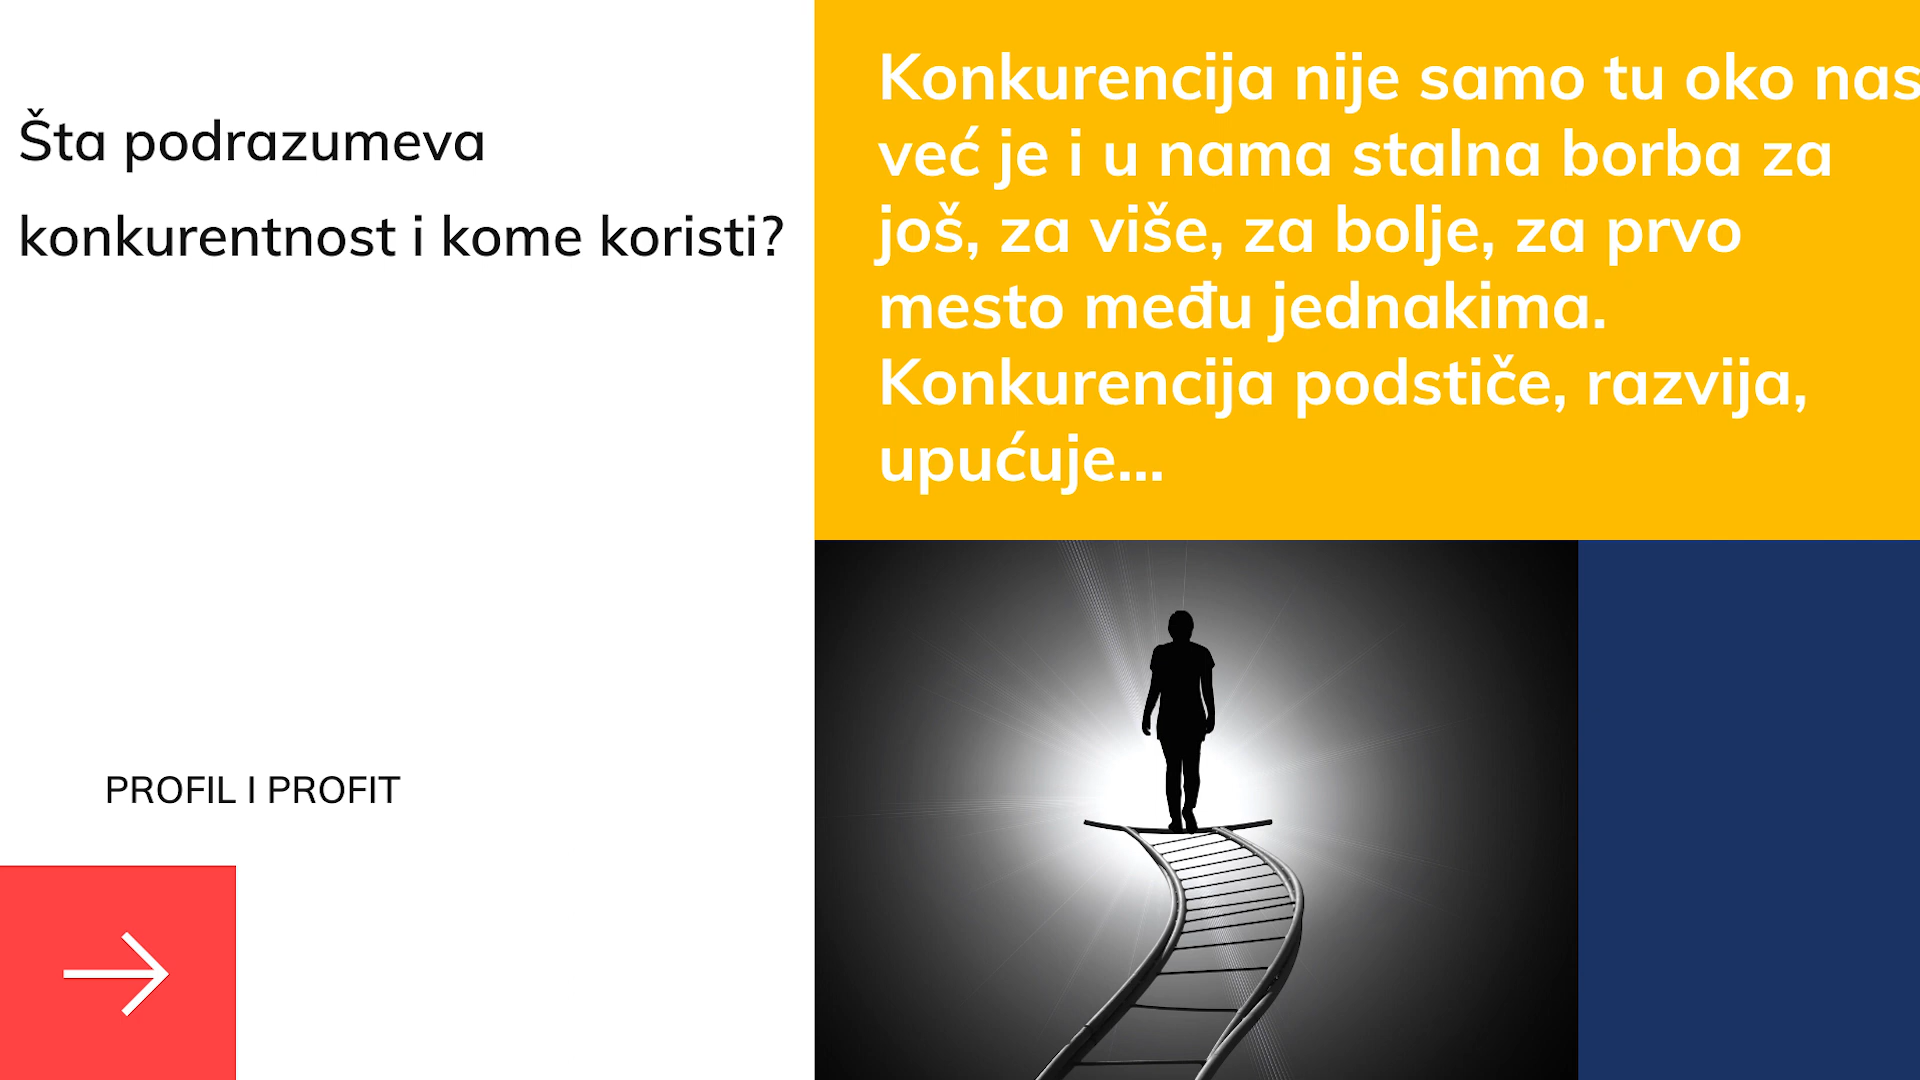 Šta podrazumeva
konkurentnost i kome koristi?
Konkurencija nije samo tu oko nas
već je i u nama stalna borba za
još, za više, za bolje, za prvo
mesto među jednakima.
Konkurencija podstiče, razvija,
upućuje...
PROFIL I PROFIT